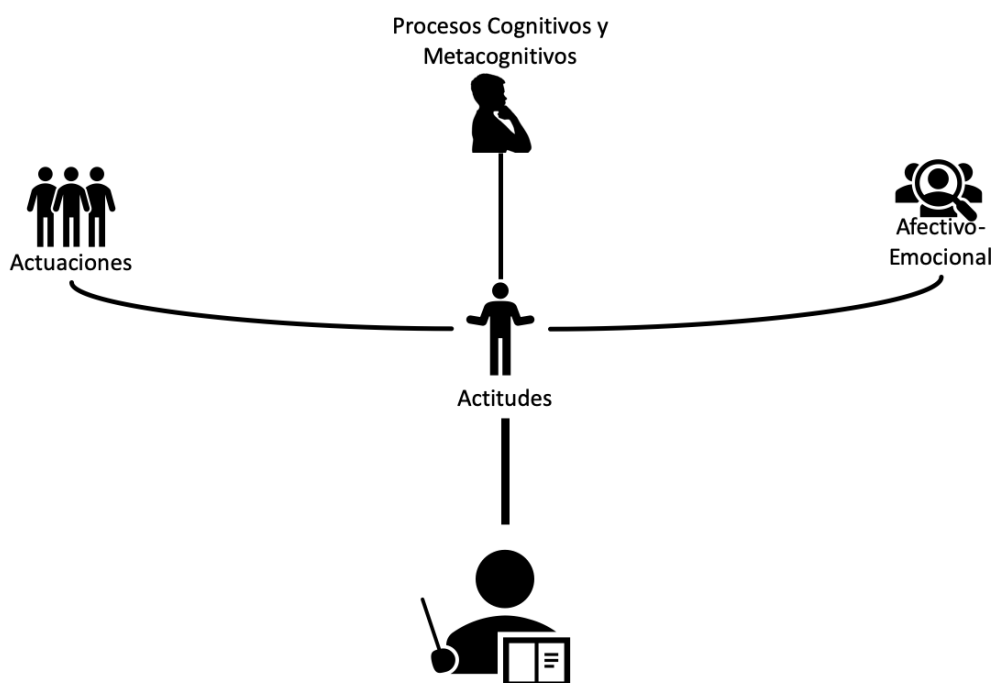 Procesos Cognitivos y
Metacognitivos
Actuaciones
Afectivo-
Emocional
Actitudes